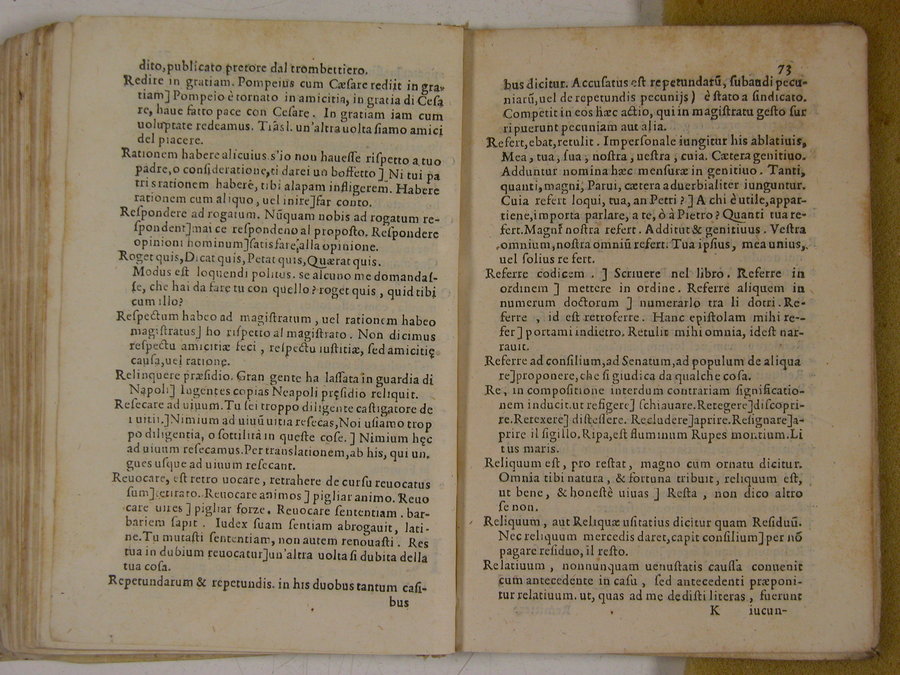 dito, publicato pretore dal trombettiero.
Redire in gratiam. Pompeius cum Cæsare rediit in gra-
tiam] Pompeio è tornato in amicitia, in gratia di Cesa
re, haue fatto pace con Cesare. In gratiam iam cum
uoluptate redeamus. Trasl. un'altra uolta siamo amici
del piacere.
Rationem habere alicuius. s'io non hauesse rispetto a tuo
padre, o consideratione, ti darei un boffetto] Ni tui pa
tris rationem haberē, tibi alapam infligerem. Habere
rationem cum aliquo, uel inire] far conto.
Respondere ad rogatum. Nūquam nobis ad rogatum re-
spondent] mai ce respondeno al proposto. Respondere
opinioni hominum] satisfare, alla opinione.
Roget quis, Dicat quis, Petat quis, Quærat quis.
Modus est loquendi politus. se alcuno me domandas-
se, che hai da fare tu con quello? roget quis, quid tibi
cum illo?
Respectum habeo ad magistratum, uel rationem habeo
magistratus] ho rispetto al magistrato. Non dicimus
respectu amicitiæ feci, respectu iustitiæ, sed amicitię
causa, uel ratione.
Relinquere præsidio. Gran gente ha lassata in guardia di
Napoli] Ingentes copias Neapoli pręsidio reliquit.
Resecare ad uiuum. Tu sei troppo diligente castigatore de
i uitii.] Nimium ad uiuū uitia resecas, Noi usiamo trop
po diligentia, o sottilità in queste cose.] Nimium hęc
ad uiuum resecamus. Per translationem, ab his, qui un.
gues usque ad uiuum resecant.
Reuocare, est retro uocare, retrahere de cursu reuocatus
sum] retirato. Reuocare animos] pigliar animo. Reuo
care uires] pigliar forze. Reuocare sententiam. bar-
bariem sapit. Iudex suam sentiam abrogauit, lati-
ne. Tu mutasti sententiam, non autem renouasti. Res
tua in dubium reuocatur] un'altra uolta si dubita della
tua cosa.
Repetundarum & repetundis. in his duobus tantum casi-
bus
73
bus dicitur. Accusatus est repetundarū, subaudi pecu-
niarū, uel de repetundis pecunijs) è stato a sindicato.
Competit in eos hæc actio, qui in magistratu gesto sur
ripuerunt pecuniam aut alia.
Refert, ebat, retulit. Impersonale iungitur his ablatiuis,
Mea, tua, sua, nostra, uestra, cuia. Cætera genitiuo.
Adduntur nomina hæc mensuræ in genitiuo. Tanti,
quanti, magni, Parui, cætera aduerbialiter iunguntur.
Cuia refert loqui, tua, an Petri?] A chi è utile, appar-
tiene, importa parlare, a te, ò à Pietro? Quanti tua re-
fert. Magni nostra refert. Additur & genitiuus. Vestra
omnium, nostra omniū refert. Tua ipsius, mea unius,
uel solius refert.
Referre codicem.] Scriuere nel libro. Referre in
ordinem] mettere in ordine. Referre aliquem in
numerum doctorum] numerarlo tra li dotri. Re-
ferre, id est retroferre. Hanc epistolam mihi re-
fer] portami indietro. Retulit mihi omnia, idest nar-
rauit.
Referre ad consilium, ad Senatum, ad populum de aliqua
re] proponere, che si giudica da qualche cosa.
Re, in compositione interdum contrariam significatio-
nem inducit. ut refigere] schiauare. Retegere] discopri-
re. Retexere] distessere. Recludere] aprire. Resignare] a-
prire il sigillo. Ripa, est fluminum Rupes montium. Li
tus maris.
Reliquum est, pro restat, magno cum ornatu dicitur.
Omnia tibi natura, & fortuna tribuit, reliquum est,
ut bene, & honestè uiuas] Resta, non dico altro
se non.
Reliquum, aut Reliquæ usitatius dicitur quam Residuū.
Nec reliquum mercedis daret, capit consilium] per nō
pagare residuo, il resto.
Relatiuum, nonnunquam uenustatis caussa conuenit
cum antecedente in casu, sed antecedenti præponi-
tur relatiuum. ut, quas ad me dedisti literas, fuerunt
K iucun-